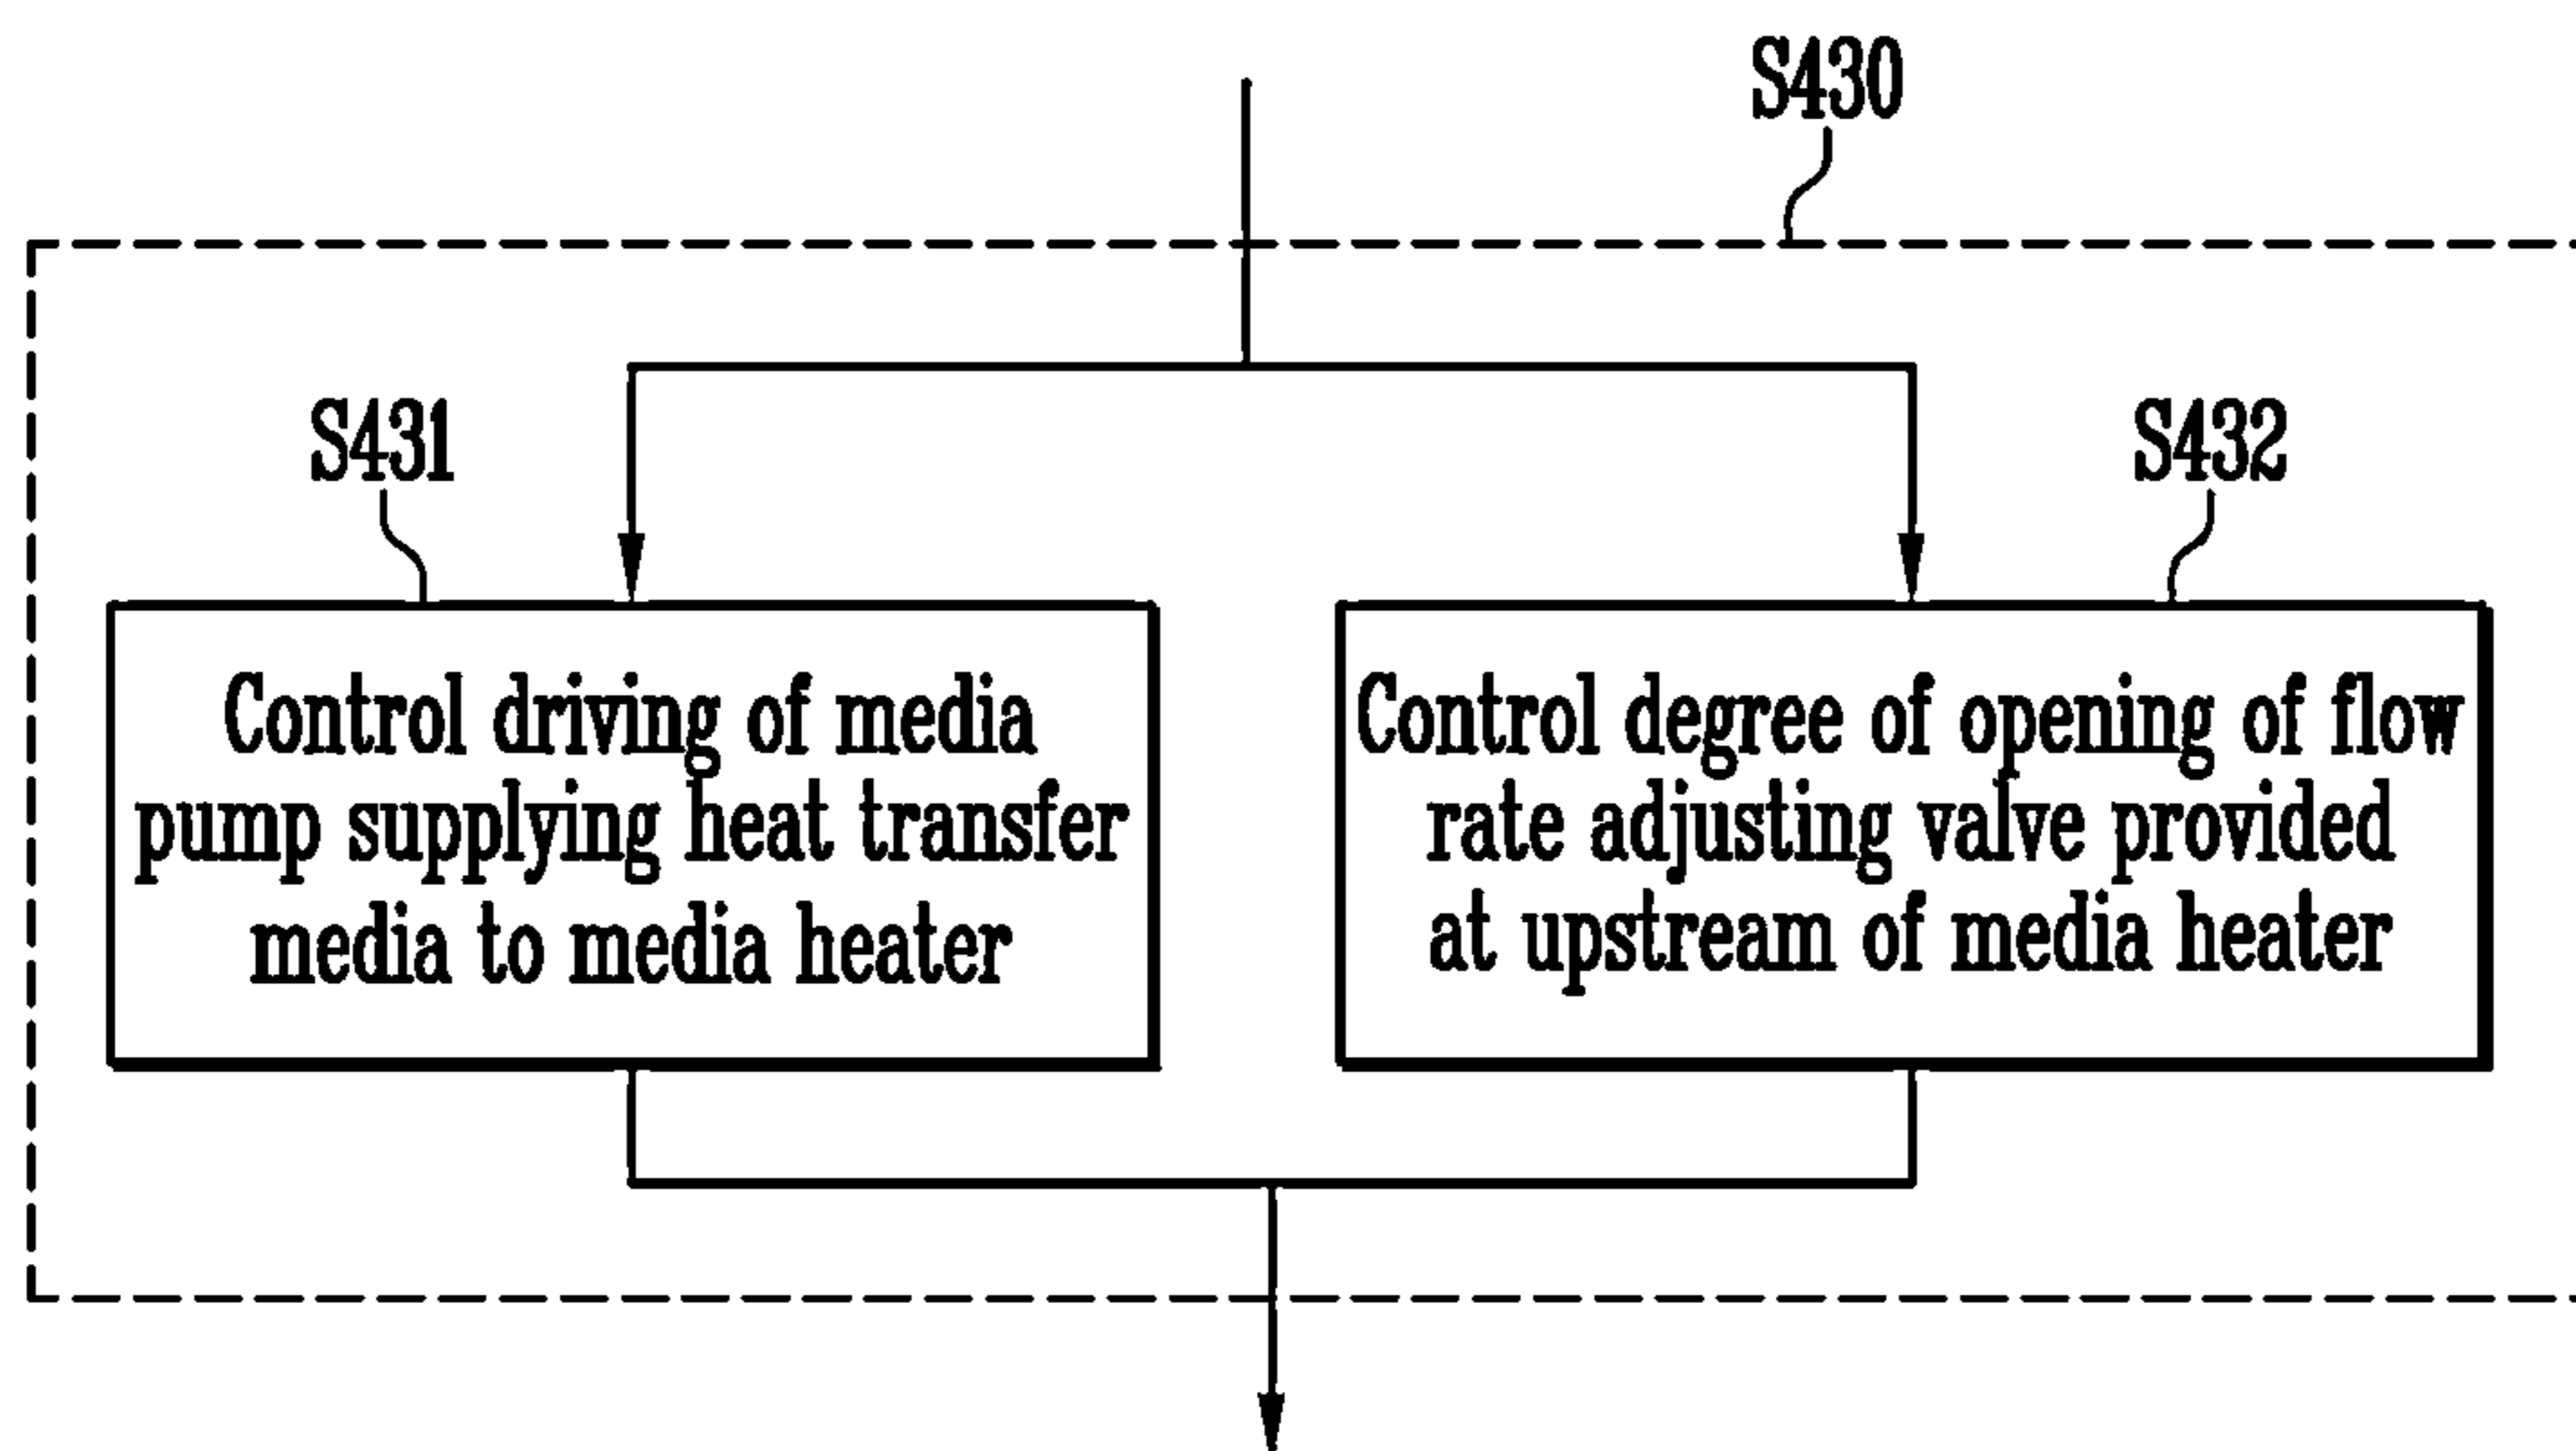 S430
S431
S432
Control driving of media
pump supplying heat transfer
media to media heater
Control degree of opening of flow
rate adjusting valve provided
at upstream of media heater